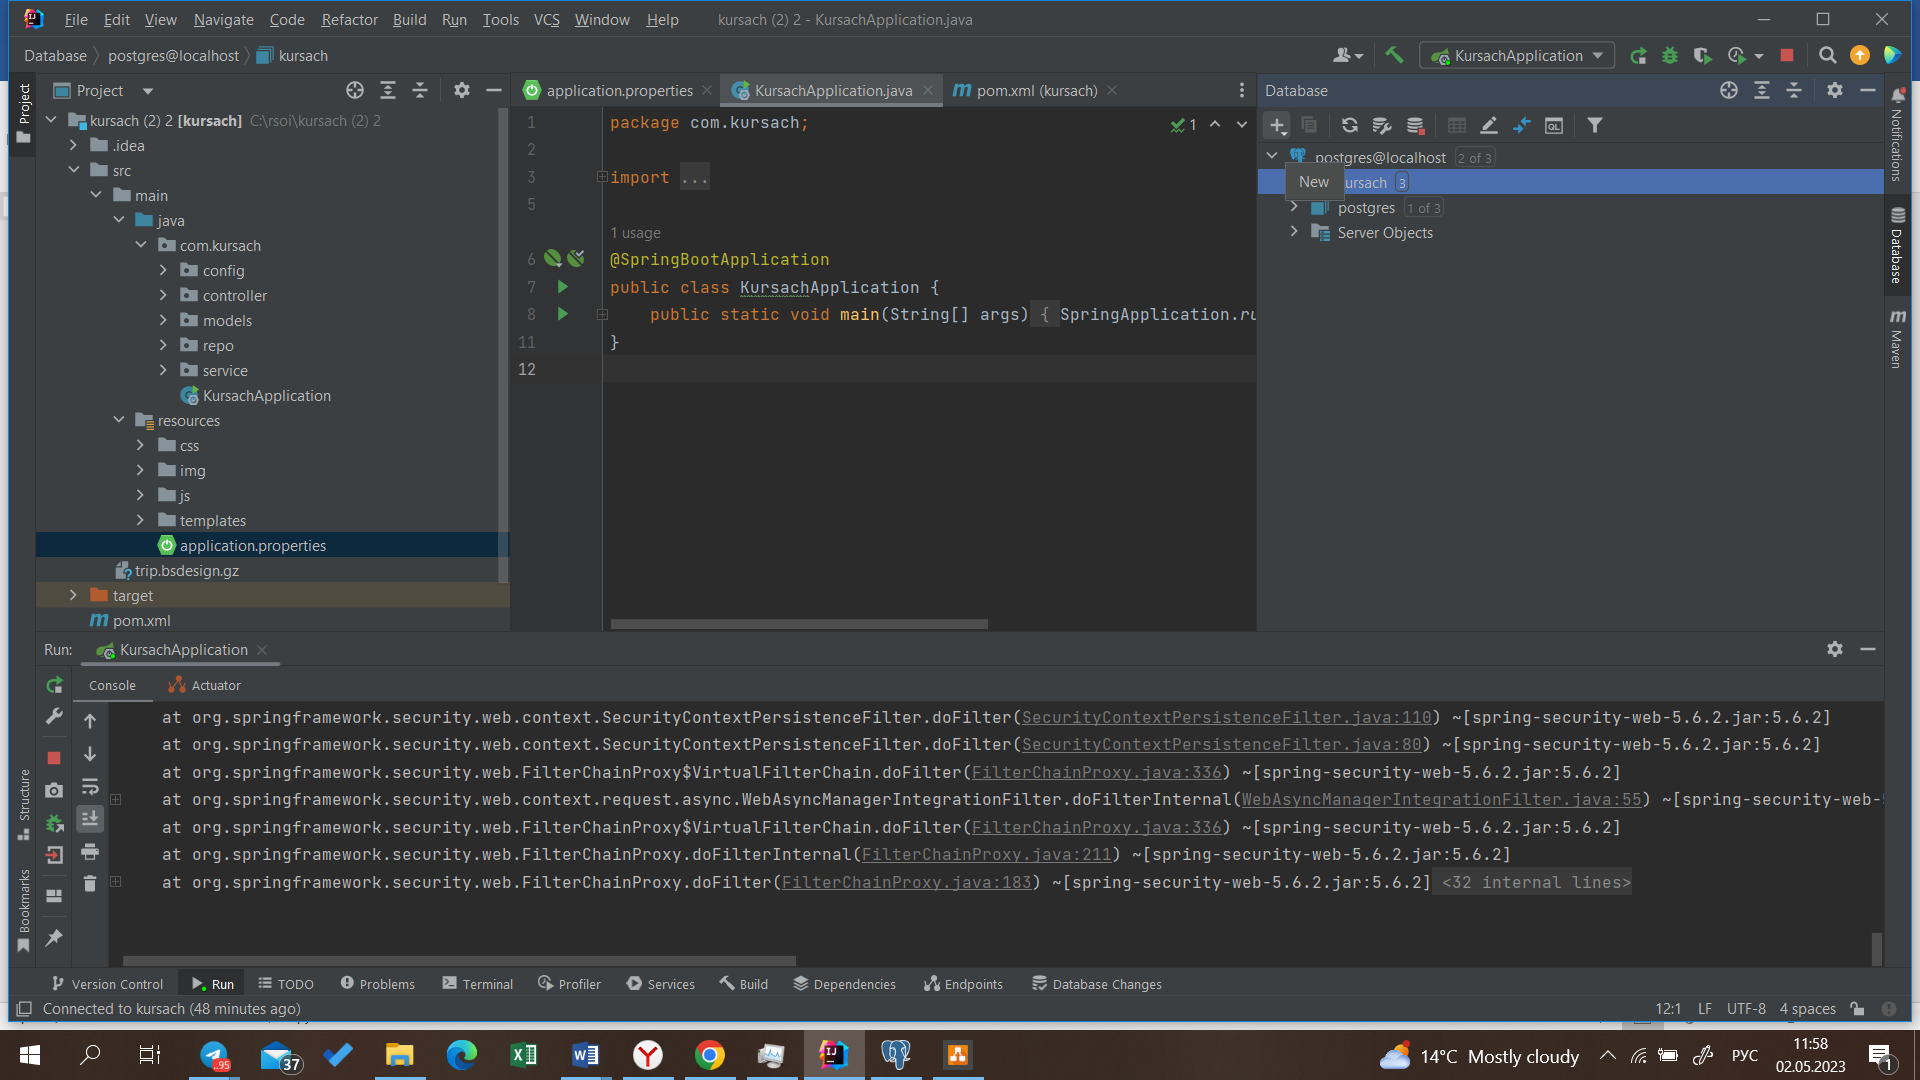 File Edit View Navigate Code Refactor Build Run Tools VCS Window Help kursach (2) 2 - KursachApplication.java
Database postgres@localhost kursach
KursachApplication
Project
application.properties
KursachApplication.java
pom.xml (kursach)
Database
kursach (2) 2 [kursach] C:\rsoi\kursach (2) 2
.idea
src
main
java
com.kursach
config
controller
models
repo
service
KursachApplication
resources
css
img
js
templates
application.properties
trip.bsdesign.gz
target
pom.xml
1 package com.kursach;
2
3 import ...
5
1 usage
6 @SpringBootApplication
7 public class KursachApplication {
8 public static void main(String[] args) { SpringApplication.ru
11 }
12
1
postgres@localhost 2 of 3
New
ursach 3
postgres 1 of 3
Server Objects
Project
Structure
Bookmarks
Notifications
Database
Maven
Run: KursachApplication
Console Actuator
at org.springframework.security.web.context.SecurityContextPersistenceFilter.doFilter(SecurityContextPersistenceFilter.java:110) ~[spring-security-web-5.6.2.jar:5.6.2]
at org.springframework.security.web.context.SecurityContextPersistenceFilter.doFilter(SecurityContextPersistenceFilter.java:80) ~[spring-security-web-5.6.2.jar:5.6.2]
at org.springframework.security.web.FilterChainProxy$VirtualFilterChain.doFilter(FilterChainProxy.java:336) ~[spring-security-web-5.6.2.jar:5.6.2]
at org.springframework.security.web.context.request.async.WebAsyncManagerIntegrationFilter.doFilterInternal(WebAsyncManagerIntegrationFilter.java:55) ~[spring-security-web-
at org.springframework.security.web.FilterChainProxy$VirtualFilterChain.doFilter(FilterChainProxy.java:336) ~[spring-security-web-5.6.2.jar:5.6.2]
at org.springframework.security.web.FilterChainProxy.doFilterInternal(FilterChainProxy.java:211) ~[spring-security-web-5.6.2.jar:5.6.2]
at org.springframework.security.web.FilterChainProxy.doFilter(FilterChainProxy.java:183) ~[spring-security-web-5.6.2.jar:5.6.2] <32 internal lines>
Version Control Run TODO Problems Terminal Profiler Services Build Dependencies Endpoints Database Changes
Connected to kursach (48 minutes ago) 12:1 LF UTF-8 4 spaces
..95
37
14°C Mostly cloudy
РУС
11:58
02.05.2023
1